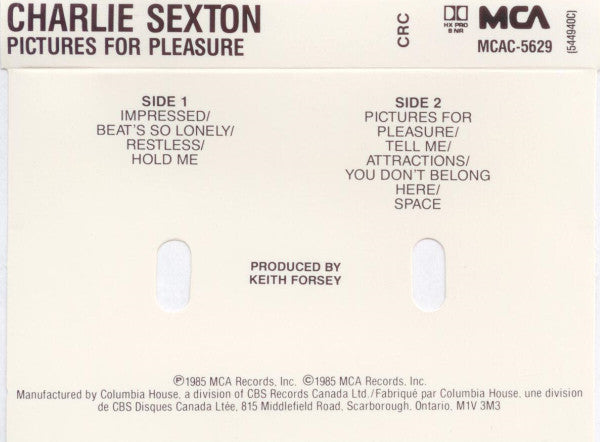 CHARLIE SEXTON
PICTURES FOR PLEASURE
CRC
HX PRO
B NR
MCA
MCAC-5629
(544940C)
SIDE 1
IMPRESSED/
BEAT'S SO LONELY/
RESTLESS/
HOLD ME
SIDE 2
PICTURES FOR
PLEASURE/
TELL ME/
ATTRACTIONS/
YOU DON'T BELONG
HERE/
SPACE
PRODUCED BY
KEITH FORSEY
℗1985 MCA Records, Inc. ©1985 MCA Records, Inc.
Manufactured by Columbia House, a division of CBS Records Canada Ltd./Fabriqué par Columbia House, une division
de CBS Disques Canada Ltée, 815 Middlefield Road, Scarborough, Ontario, M1V 3M3